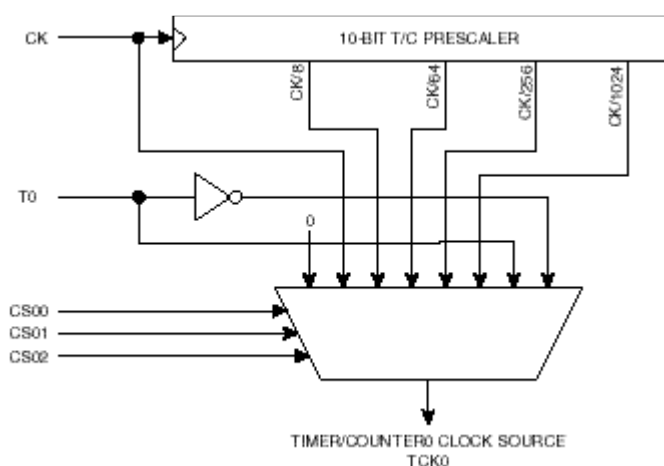 CK
10-BIT T/C PRESCALER
CK/8
CK/64
CK/256
CK/1024
T0
0
CS00
CS01
CS02
TIMER/COUNTER0 CLOCK SOURCE
TCK0